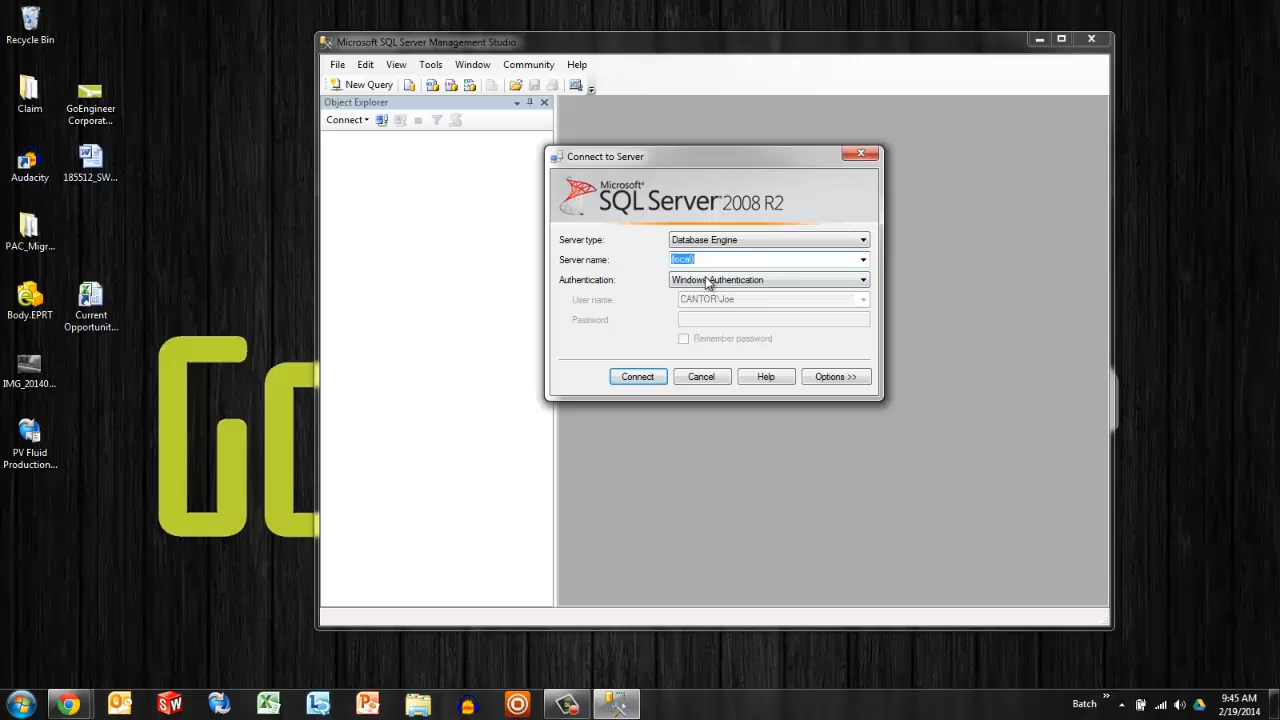 Recycle Bin
Claim
GoEngineer
Corporat...
Audacity
185512_SW...
PAC_Migr...
Body.EPRT
Current
Opportunit...
IMG_20140...
PV Fluid
Production...
Go
Microsoft SQL Server Management Studio
File Edit View Tools Window Community Help
New Query
Object Explorer
Connect
Connect to Server
Microsoft
SQL Server 2008 R2
Server type: Database Engine
Server name: (local)
Authentication: Windows Authentication
User name CANTOR\Joe
Password
Remember password
Connect Cancel Help Options >>
Batch
9:45 AM
2/19/2014